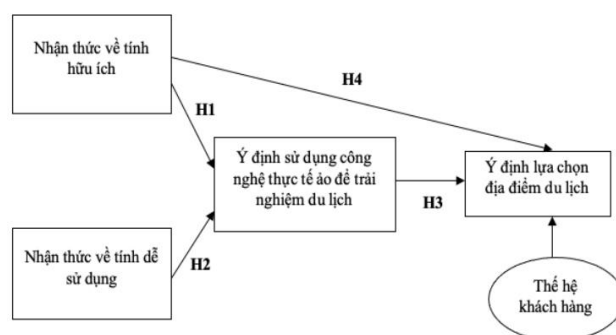 Nhận thức về tính
hữu ích
H4
H1
Ý định sử dụng công
nghệ thực tế ảo để trải
nghiệm du lịch
Ý định lựa chọn
địa điểm du lịch
H3
Nhận thức về tính dễ
sử dụng
H2
Thế hệ
khách hàng